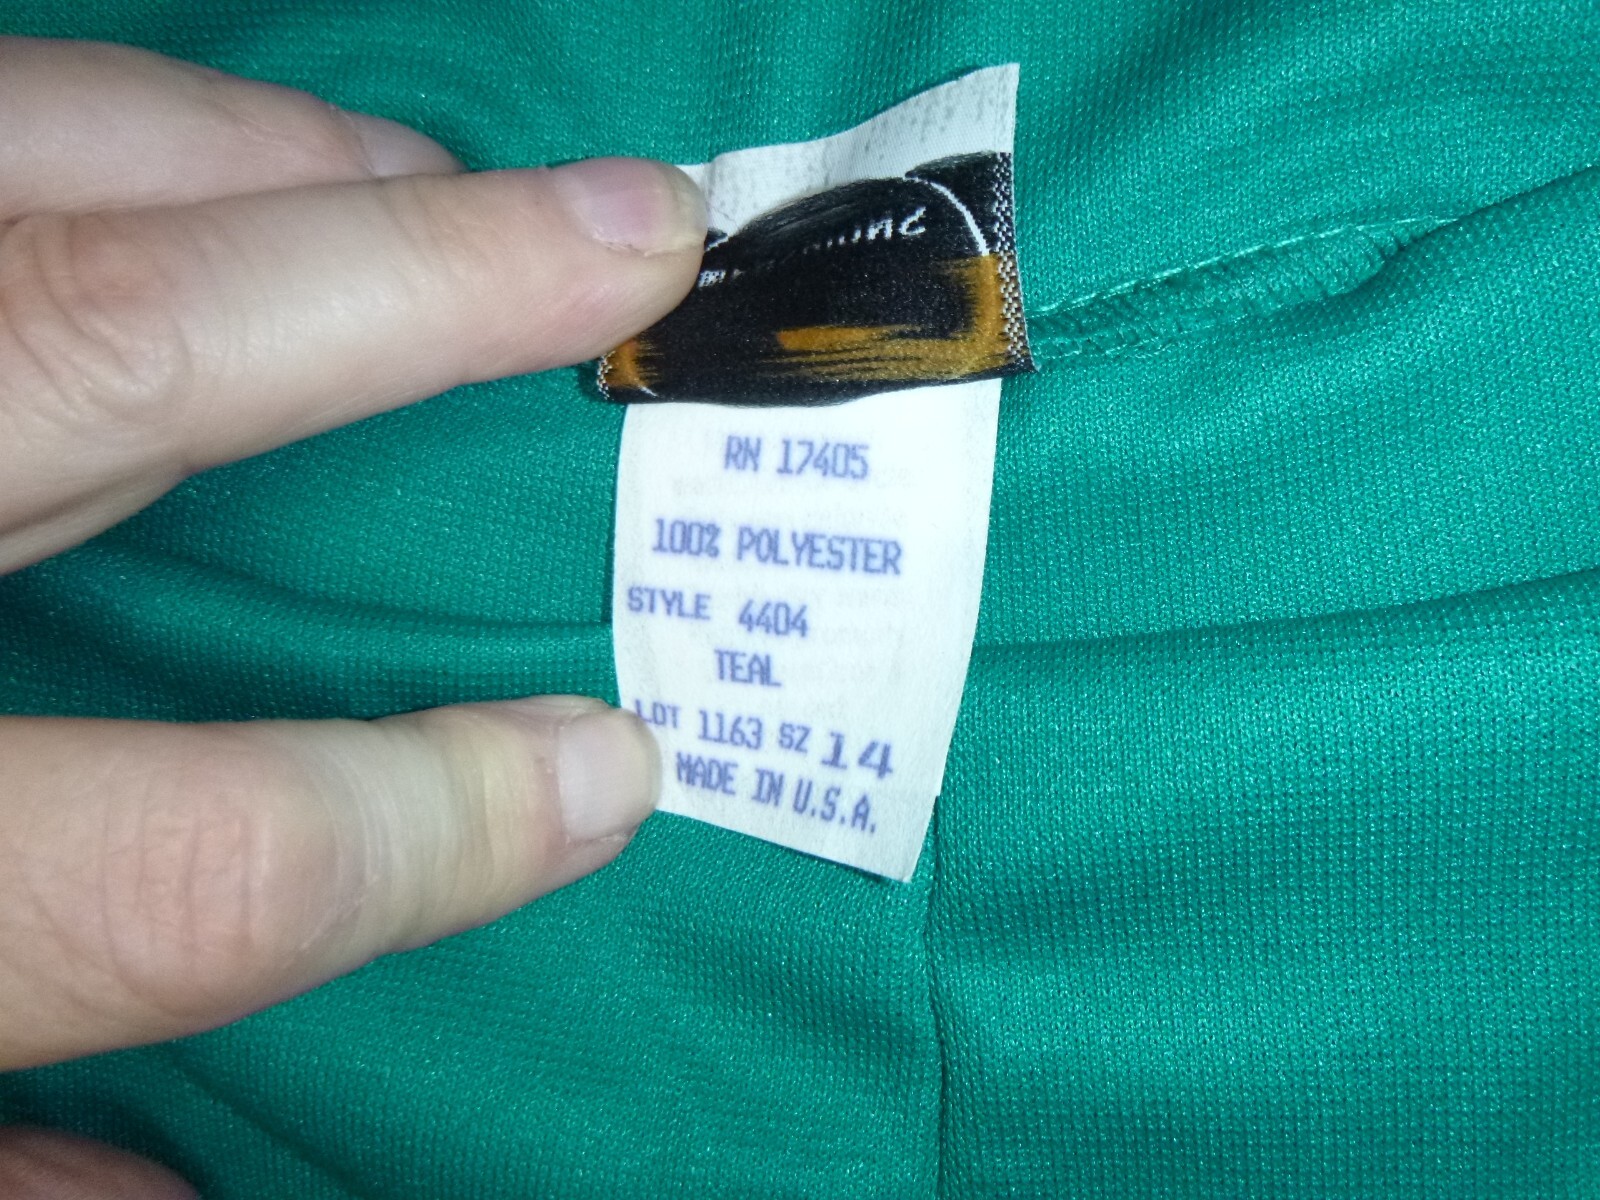 RN 17405
100% POLYESTER
STYLE 4404
TEAL
LOT 1163 SZ 14
MADE IN U.S.A.